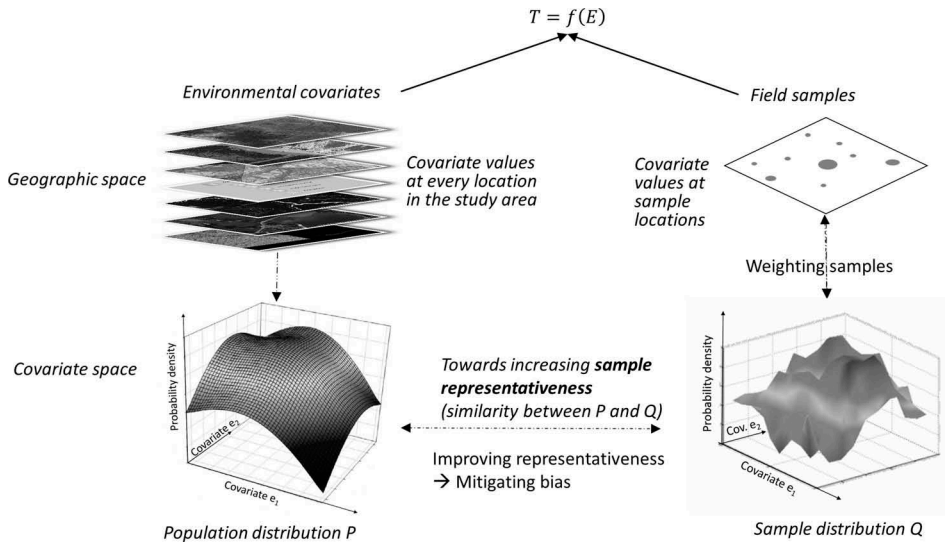 T = f(E)
Environmental covariates
Field samples
Geographic space
Covariate values
at every location
in the study area
Covariate
values at
sample
locations
Weighting samples
Covariate space
Probability density
Covariate e₂
Covariate e₁
Towards increasing sample
representativeness
(similarity between P and Q)
Improving representativeness
→ Mitigating bias
Probability density
Cov. e₂
Covariate e₁
Population distribution P
Sample distribution Q